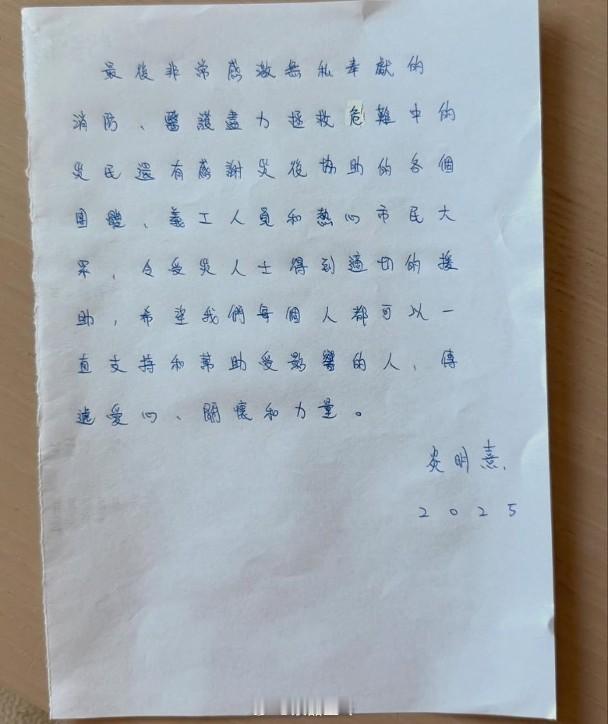 最後非常感激無私奉獻的
消防、醫護盡力拯救危難中的
災民還有感謝災後協助的各個
團體、義工人員和熱心市民大
眾，令受災人士得到適切的援
助，希望我們每個人都可以一
直支持和幫助受影響的人，傳
遞愛心、關懷和力量。
炎明熹
2025